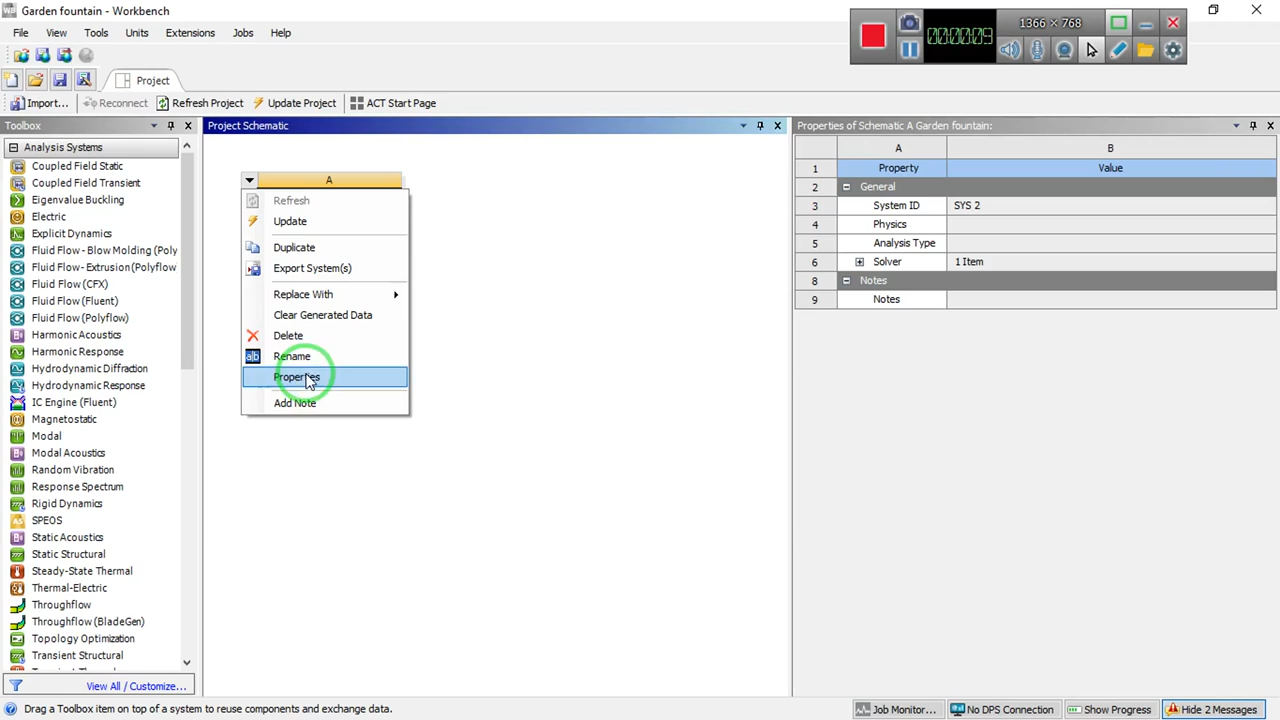 Garden fountain - Workbench
File View Tools Units Extensions Jobs Help
1366 × 768
00:00:09
Project
Import... Reconnect Refresh Project Update Project ACT Start Page
Toolbox
Analysis Systems
Coupled Field Static
Coupled Field Transient
Eigenvalue Buckling
Electric
Explicit Dynamics
Fluid Flow - Blow Molding (Poly
Fluid Flow- Extrusion (Polyflow
Fluid Flow (CFX)
Fluid Flow (Fluent)
Fluid Flow (Polyflow)
Harmonic Acoustics
Harmonic Response
Hydrodynamic Diffraction
Hydrodynamic Response
IC Engine (Fluent)
Magnetostatic
Modal
Modal Acoustics
Random Vibration
Response Spectrum
Rigid Dynamics
SPEOS
Static Acoustics
Static Structural
Steady-State Thermal
Thermal-Electric
Throughflow
Throughflow (BladeGen)
Topology Optimization
Transient Structural
View All / Customize...
Project Schematic
A
Refresh
Update
Duplicate
Export System(s)
Replace With
Clear Generated Data
Delete
Rename
Properties
Add Note
Properties of Schematic A Garden fountain:
A B
1 Property Value
2 General
3 System ID SYS 2
4 Physics
5 Analysis Type
6 Solver 1 Item
8 Notes
9 Notes
Drag a Toolbox item on top of a system to reuse components and exchange data.
Job Monitor... No DPS Connection Show Progress Hide 2 Messages